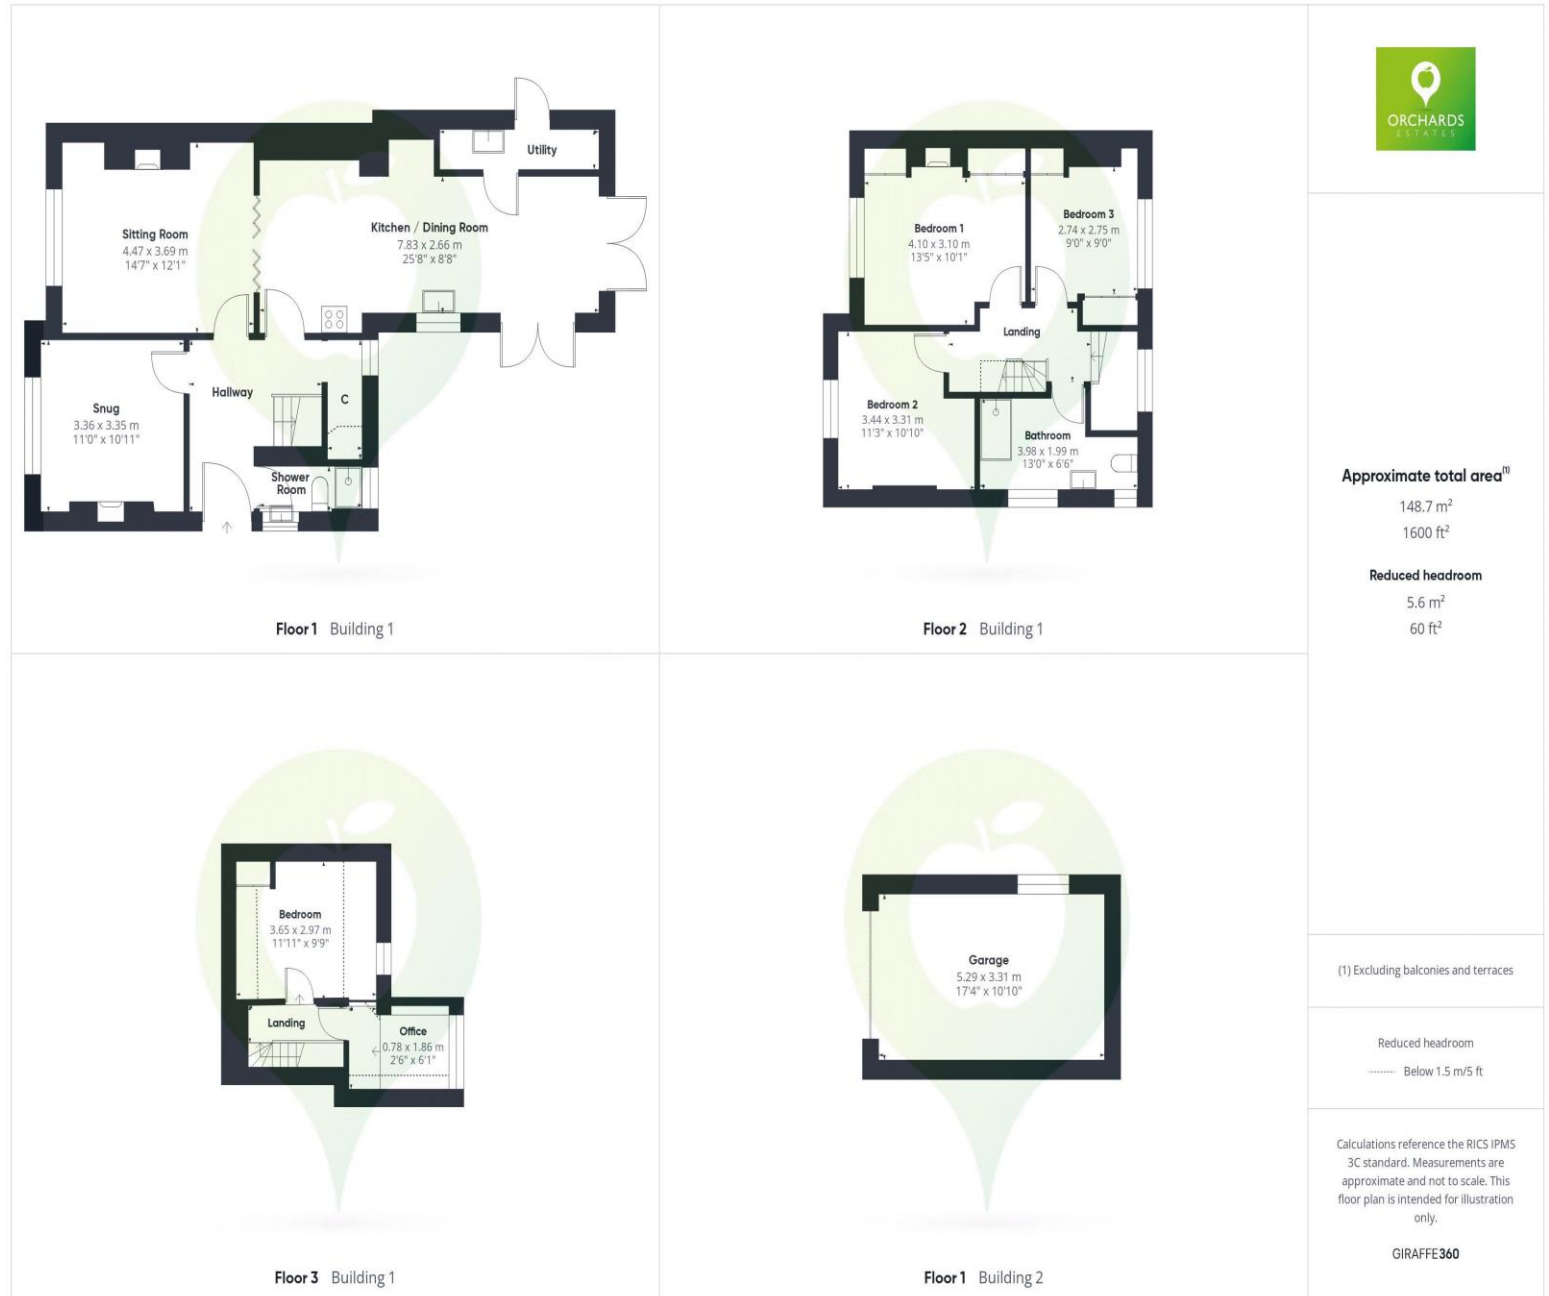 Utility
Kitchen / Dining Room
7.83 x 2.66 m
25'8" x 8'8"
Sitting Room
4.47 x 3.69 m
14'7" x 12'1"
Hallway
C
Snug
3.36 x 3.35 m
11'0" x 10'11"
Shower
Room
Floor 1 Building 1
Bedroom 1
4.10 x 3.10 m
13'5" x 10'1"
Bedroom 3
2.74 x 2.75 m
9'0" x 9'0"
Landing
Bedroom 2
3.44 x 3.31 m
11'3" x 10'10"
Bathroom
3.98 x 1.99 m
13'0" x 6'6"
Floor 2 Building 1
Bedroom
3.65 x 2.97 m
11'11" x 9'9"
Landing
Office
0.78 x 1.86 m
2'6" x 6'1"
Floor 3 Building 1
Garage
5.29 x 3.31 m
17'4" x 10'10"
Floor 1 Building 2
ORCHARDS
ESTATES
Approximate total area(1)
148.7 m²
1600 ft²
Reduced headroom
5.6 m²
60 ft²
(1) Excluding balconies and terraces
Reduced headroom
Below 1.5 m/5 ft
Calculations reference the RICS IPMS
3C standard. Measurements are
approximate and not to scale. This
floor plan is intended for illustration
only.
GIRAFFE360